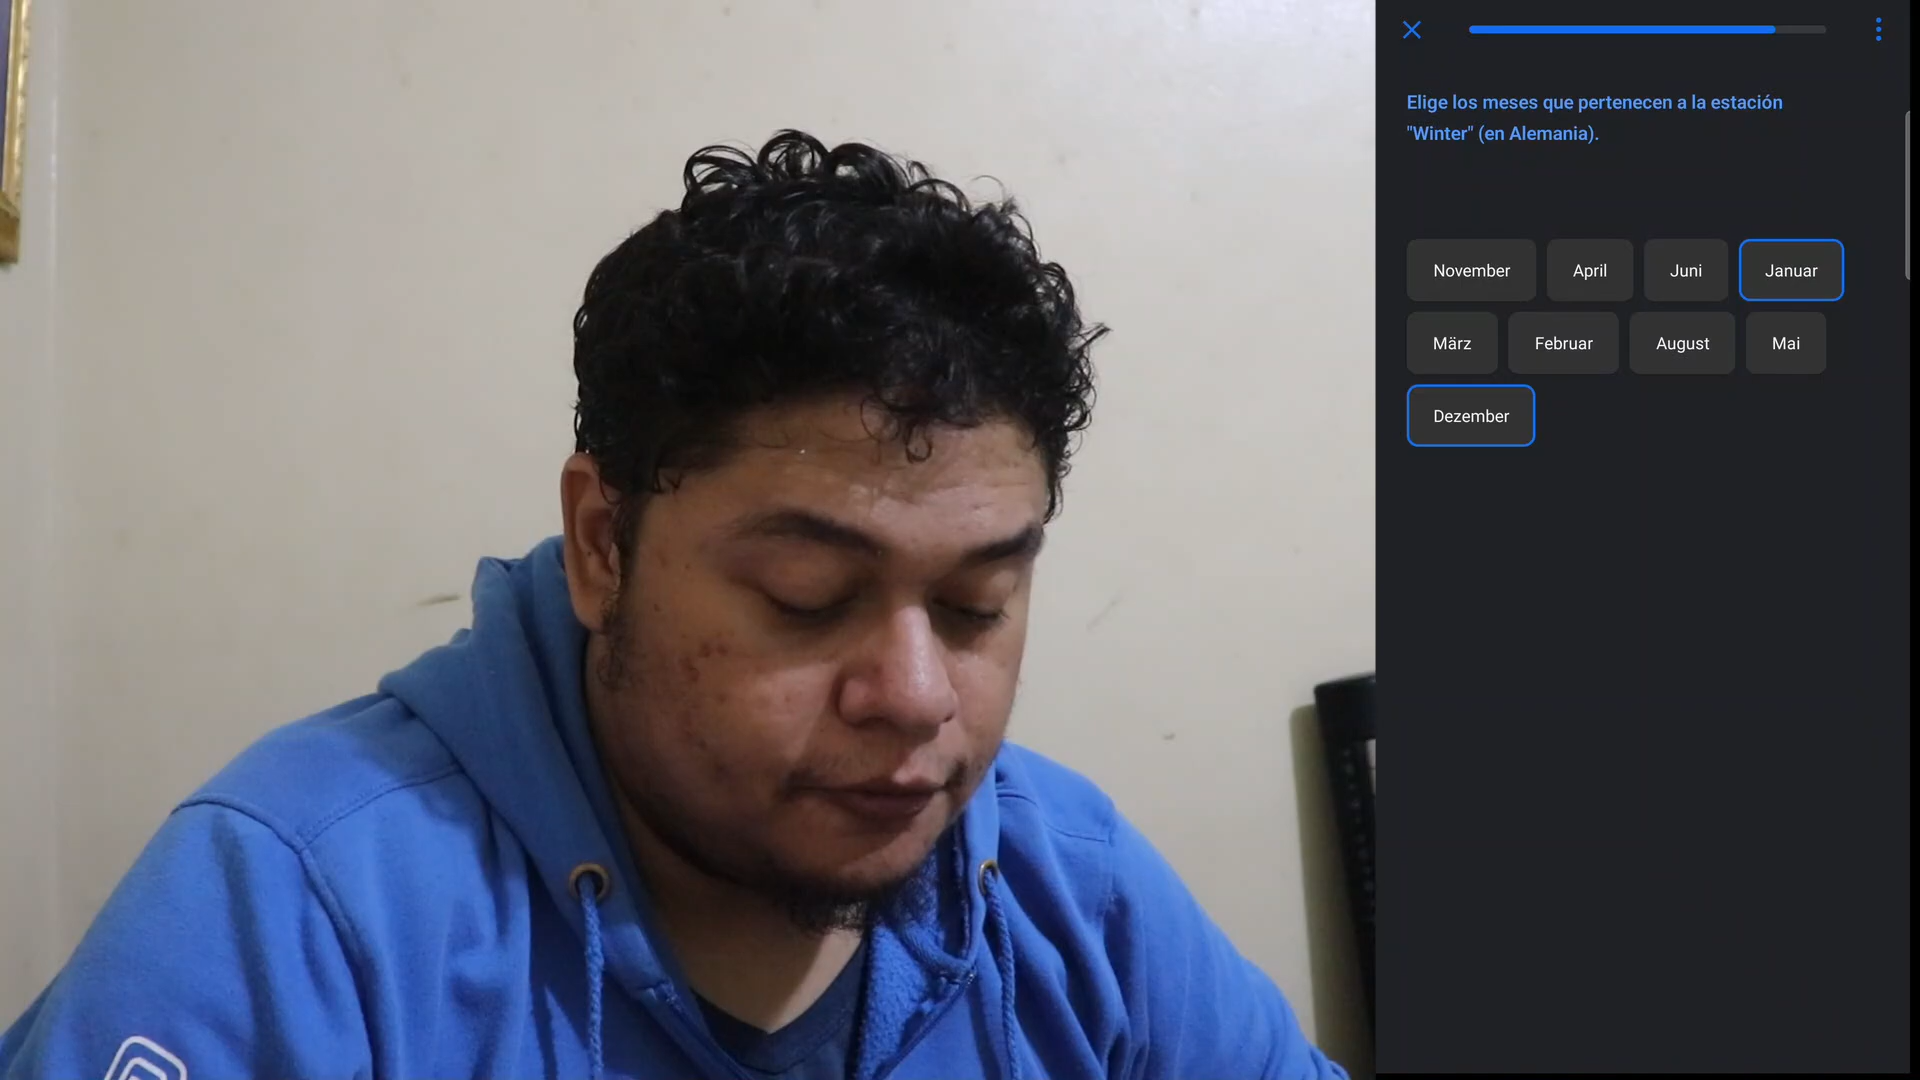 Elige los meses que pertenecen a la estación
"Winter" (en Alemania).
November April Juni Januar
März Februar August Mai
Dezember